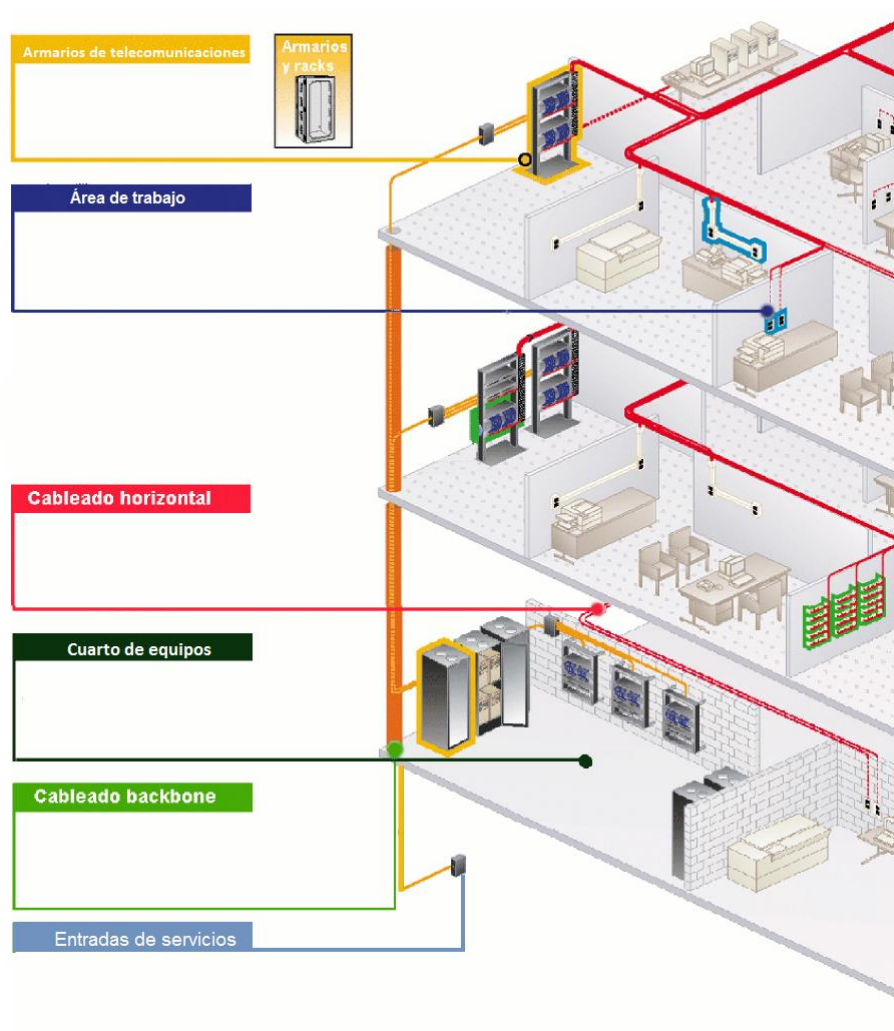 Armarios de telecomunicaciones
Armarios
y racks
Área de trabajo
Cableado horizontal
Cuarto de equipos
Cableado backbone
Entradas de servicios